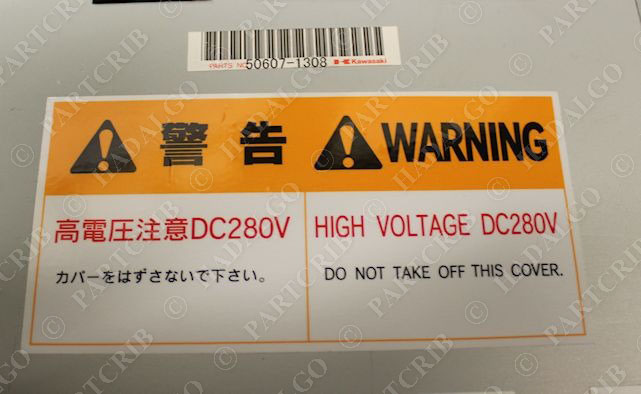 PARTS NO. 50607-1308 Kawasaki
警告
WARNING
高電圧注意DC280V
カバーをはずさないで下さい。
HIGH VOLTAGE DC280V
DO NOT TAKE OFF THIS COVER.
© PARTCRIB
© HADALGO